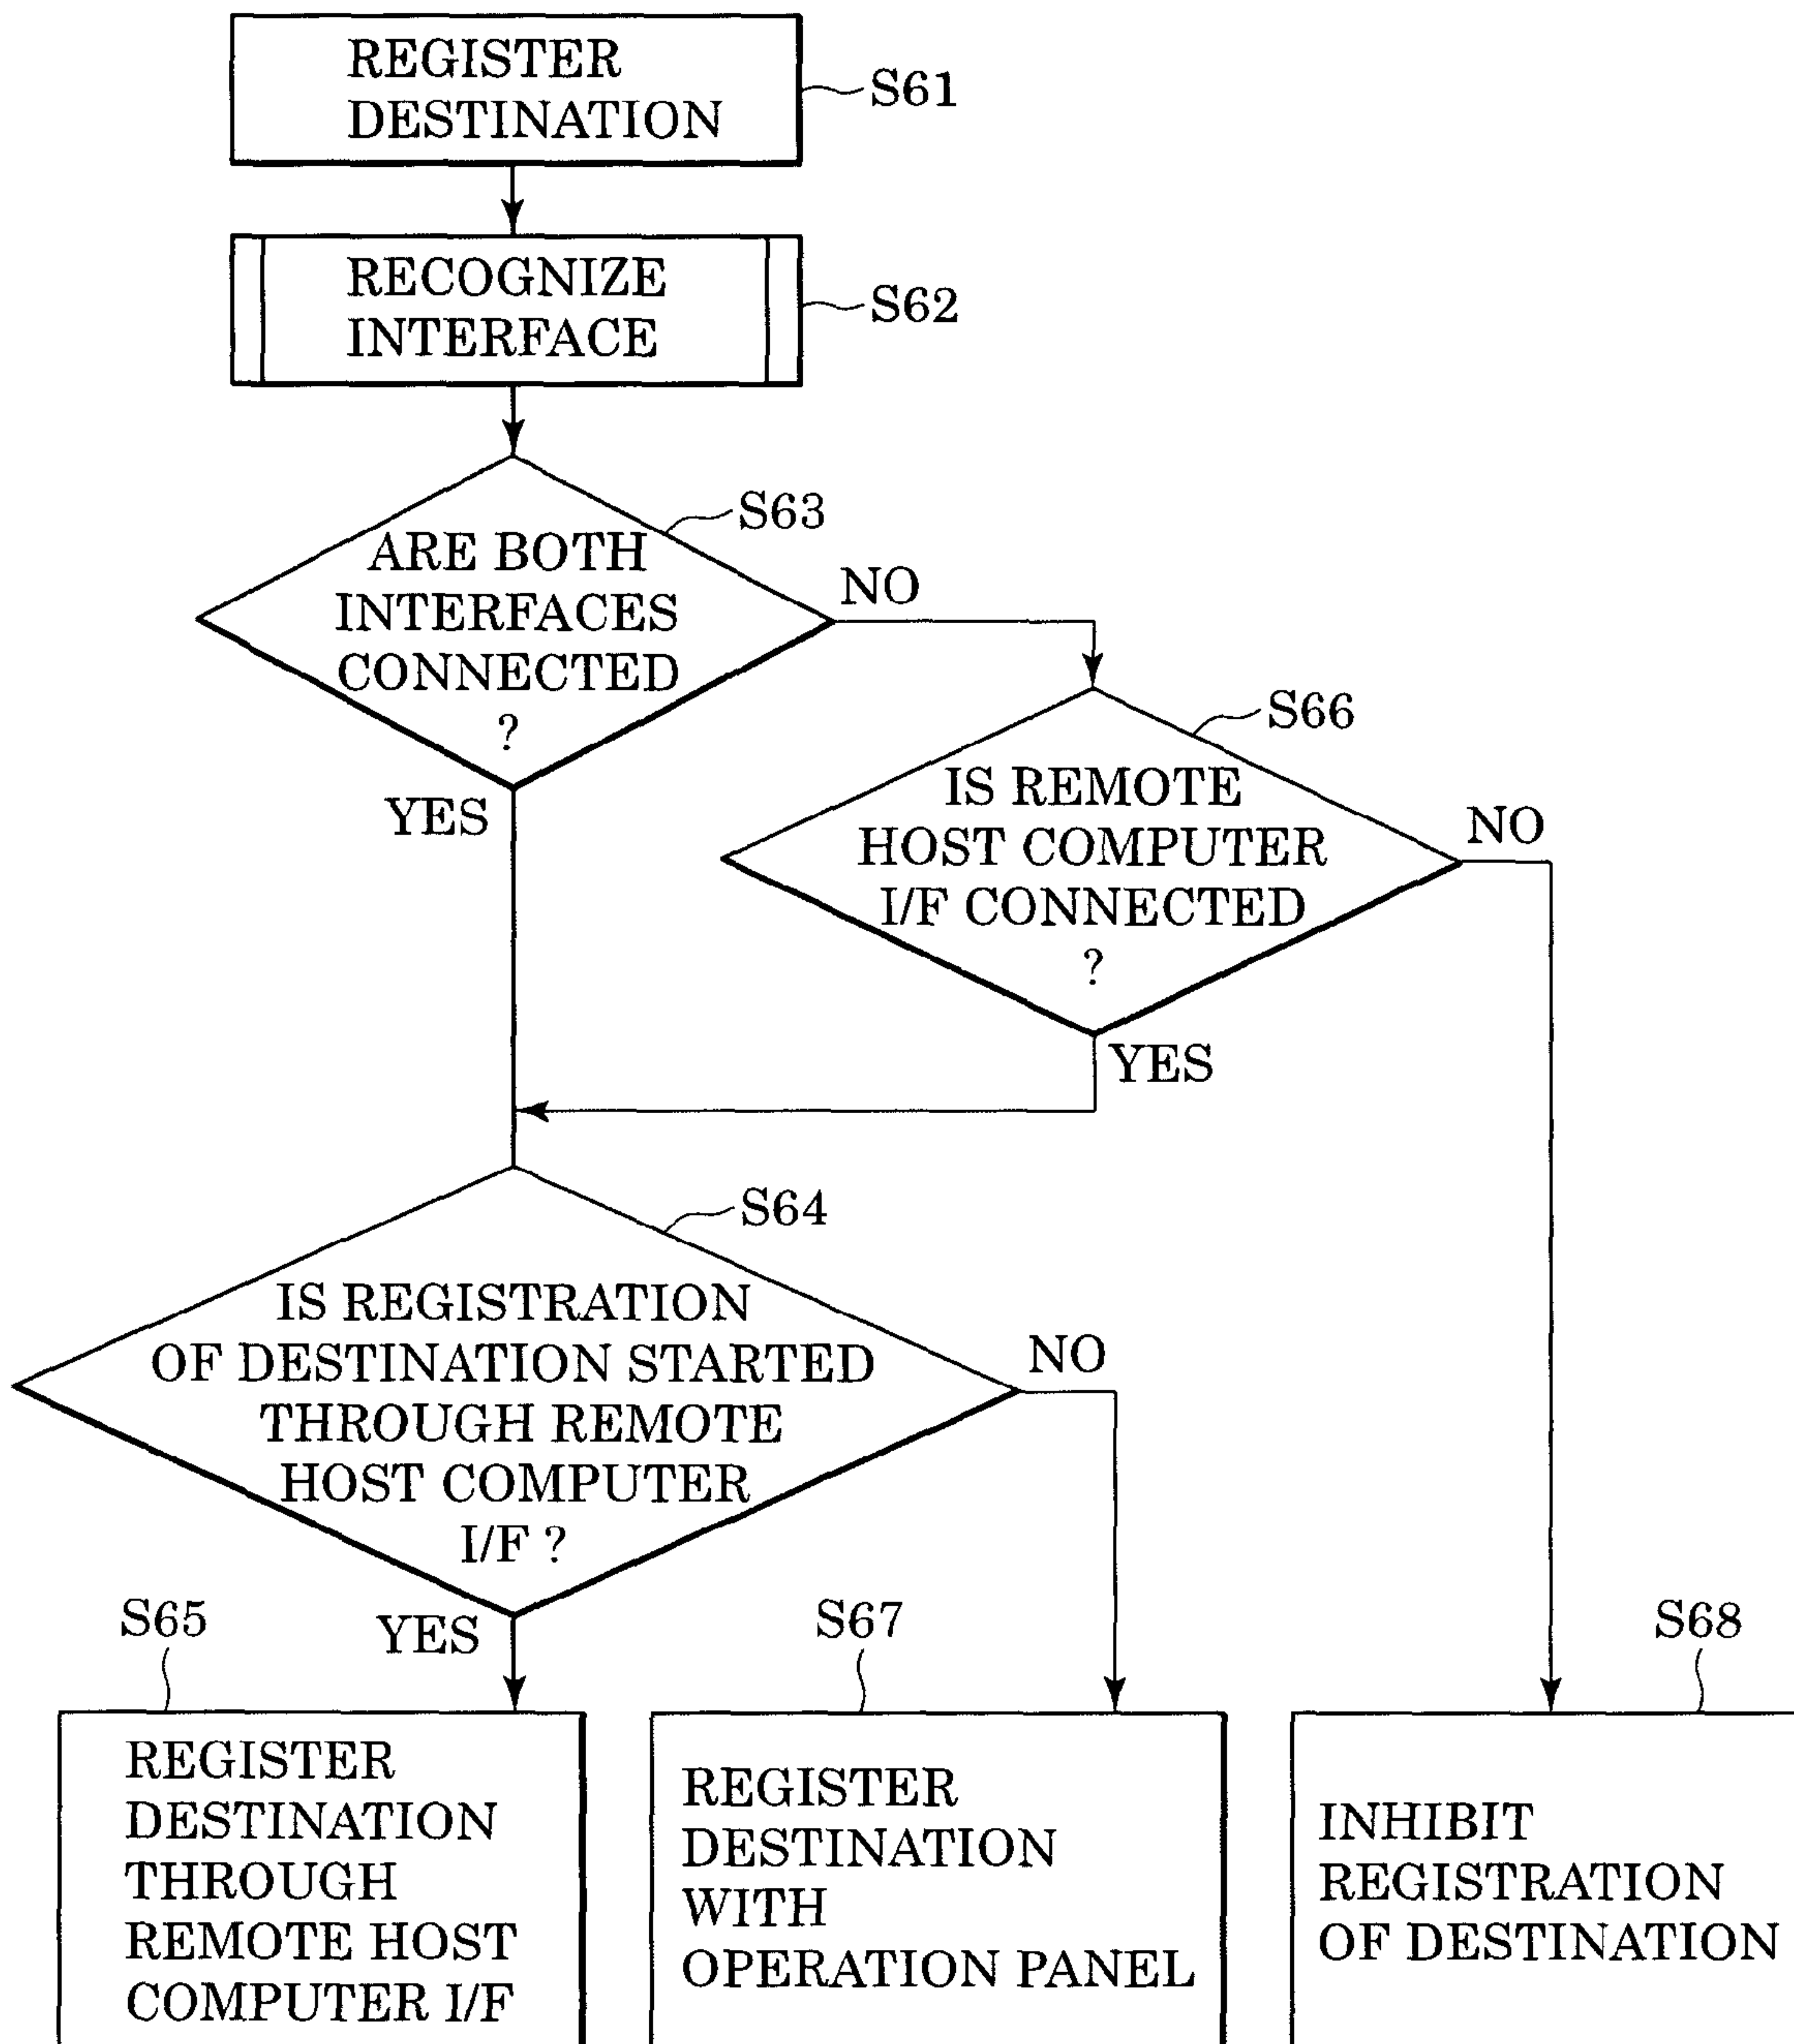 REGISTER
DESTINATION
S61
RECOGNIZE
INTERFACE
S62
S63
ARE BOTH
INTERFACES
CONNECTED
?
NO
YES
S66
IS REMOTE
HOST COMPUTER
I/F CONNECTED
?
NO
YES
S64
IS REGISTRATION
OF DESTINATION STARTED
THROUGH REMOTE
HOST COMPUTER
I/F ?
NO
YES
S65
REGISTER
DESTINATION
THROUGH
REMOTE HOST
COMPUTER I/F
S67
REGISTER
DESTINATION
WITH
OPERATION PANEL
S68
INHIBIT
REGISTRATION
OF DESTINATION